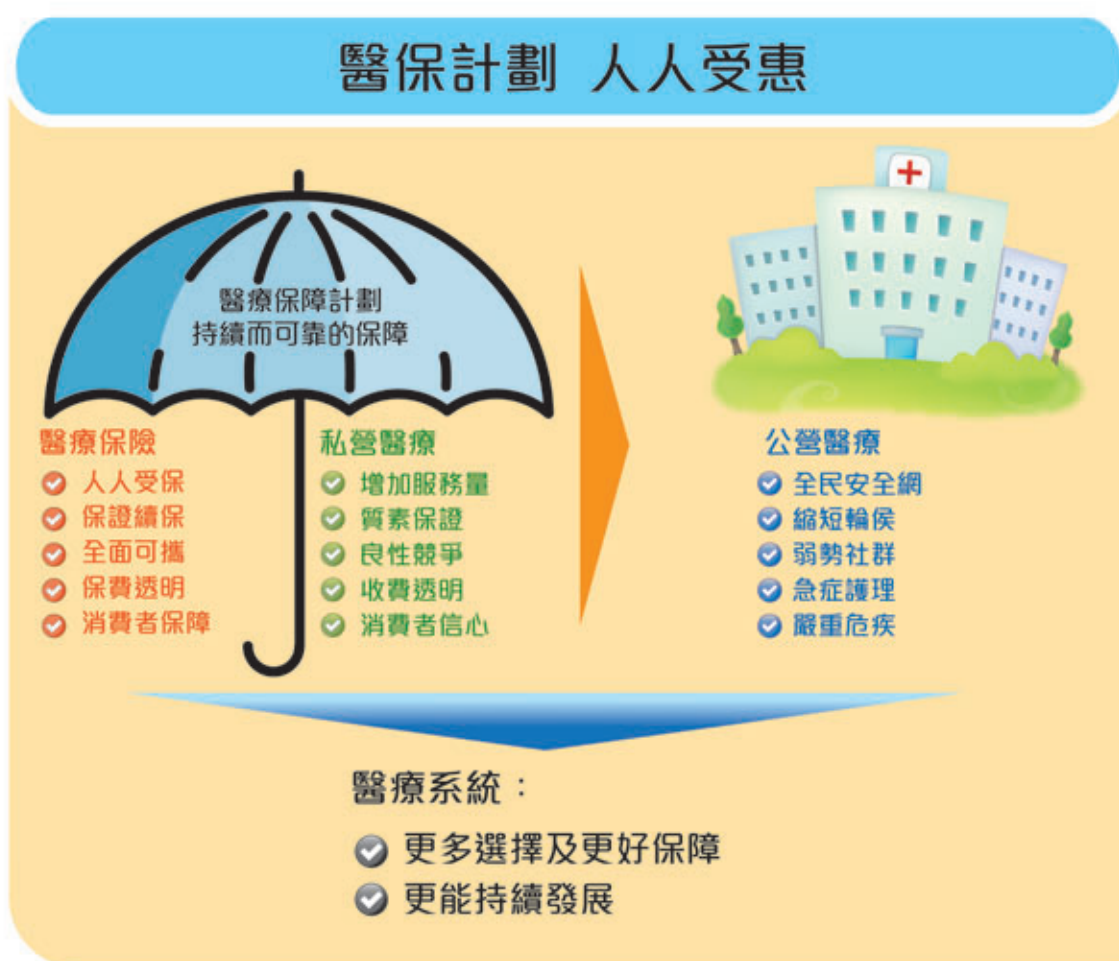 醫保計劃 人人受惠
醫療保障計劃
持續而可靠的保障
醫療保險
人人受保
保證續保
全面可攜
保費透明
消費者保障
私營醫療
增加服務量
質素保證
良性競爭
收費透明
消費者信心
公營醫療
全民安全網
縮短輪侯
弱勢社群
急症護理
嚴重危疾
醫療系統：
更多選擇及更好保障
更能持續發展